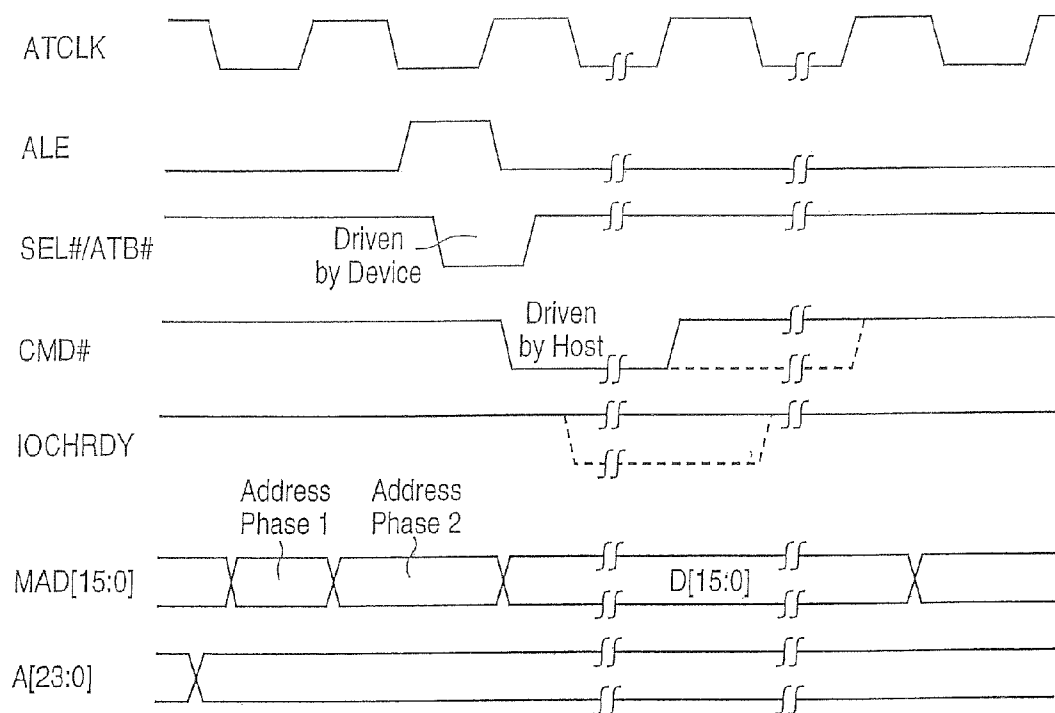 ATCLK
ALE
SEL#/ATB#
Driven
by Device
CMD#
Driven
by Host
IOCHRDY
Address
Phase 1
Address
Phase 2
MAD[15:0]
D[15:0]
A[23:0]